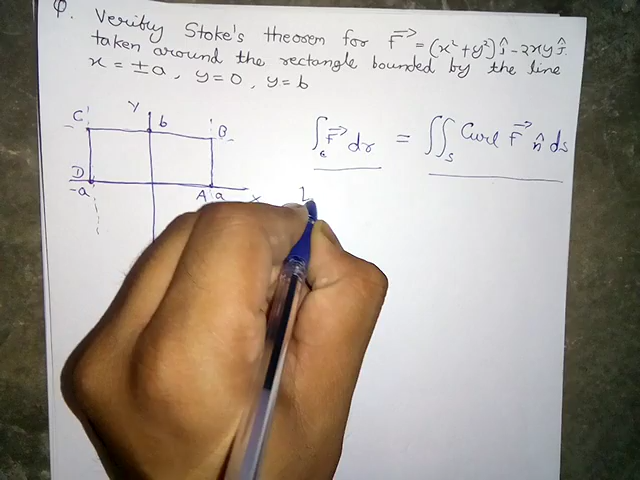 Q. Verify Stoke's theorem for F→ = (x²+y²) î - 2xy ĵ
taken around the rectangle bounded by the line
x = ±a, y=0, y=b
y
C b B
∫c F→ dr = ∬s Curl F→ n̂ ds
D A a x
-a